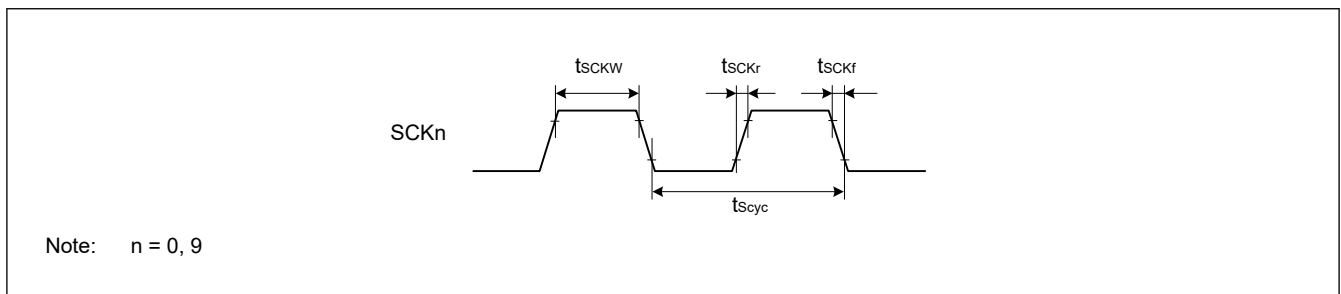 tSCKW tSCKr tSCKf
SCKn
tScyc
Note: n = 0, 9